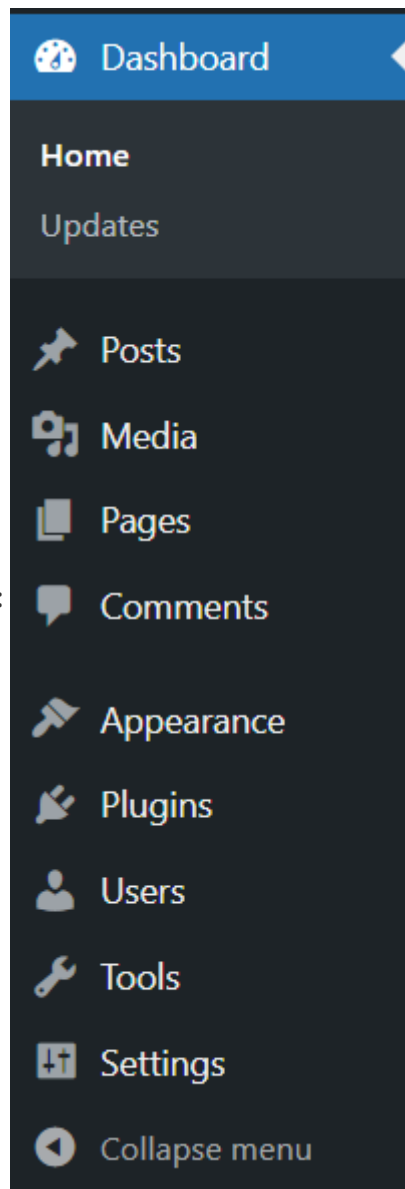 Dashboard
Home
Updates
Posts
Media
Pages
Comments
Appearance
Plugins
Users
Tools
Settings
Collapse menu